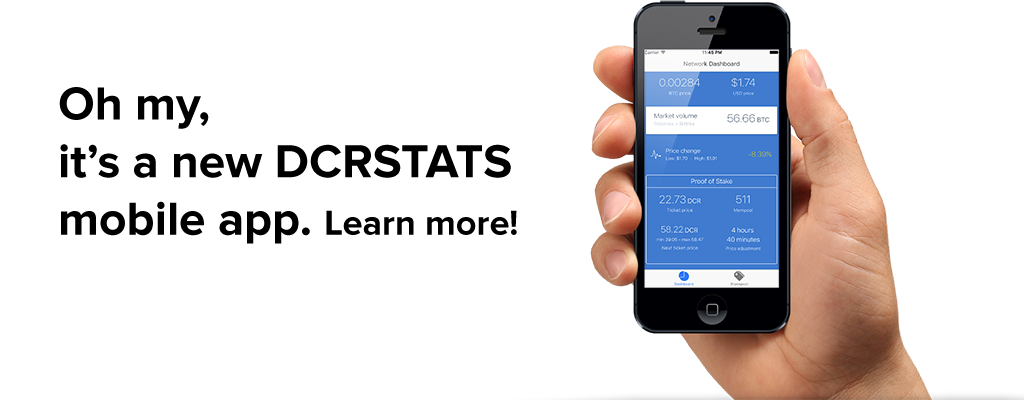 Oh my,
it's a new DCRSTATS
mobile app. Learn more!
Carrier 11:45 PM
Network Dashboard
0.00284 $1.74
BTC price USD price
Market volume 56.66 BTC
Price change -8.39%
Low: $1.70 - High: $1.91
Proof of Stake
22.73 DCR 511
Ticket price Mempool
58.22 DCR 4 hours
min 39.06 - max 58.47 40 minutes
Next ticket price Price adjustment
Dashboard Stakepool